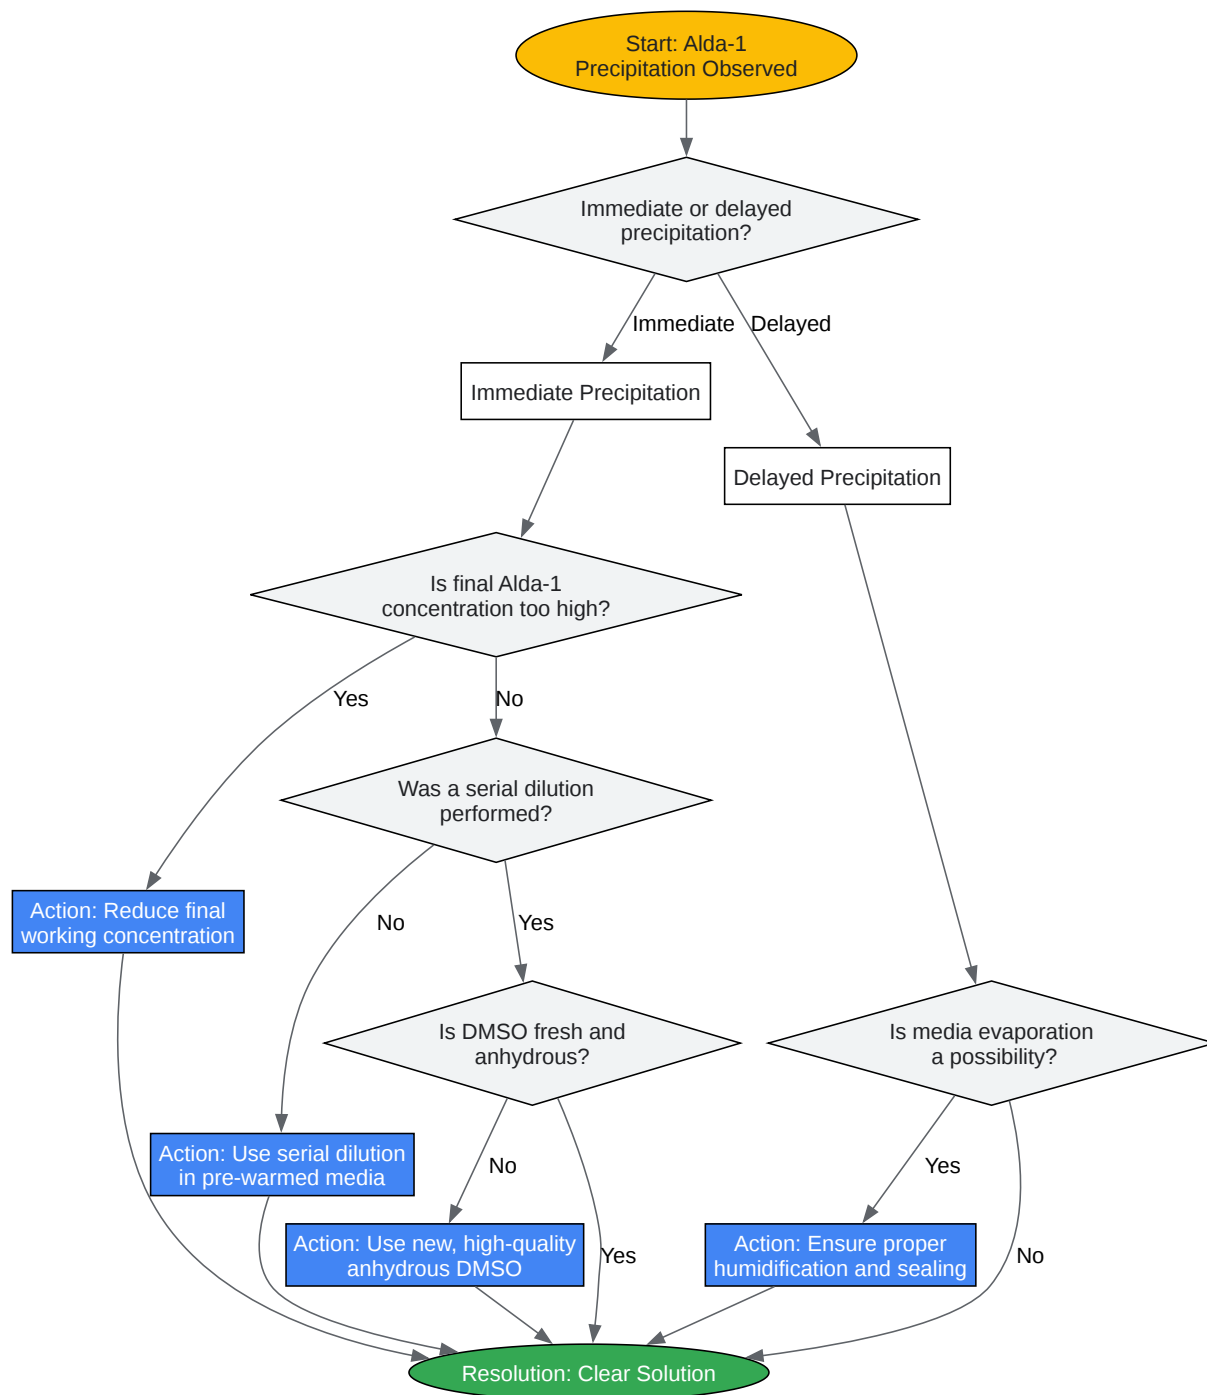 Start: Alda-1
Precipitation Observed
Immediate or delayed
precipitation?
Immediate
Delayed
Immediate Precipitation
Delayed Precipitation
Is final Alda-1
concentration too high?
Yes
No
Was a serial dilution
performed?
Action: Reduce final
working concentration
No
Yes
Is DMSO fresh and
anhydrous?
Is media evaporation
a possibility?
Action: Use serial dilution
in pre-warmed media
No
Yes
Yes
No
Action: Use new, high-quality
anhydrous DMSO
Action: Ensure proper
humidification and sealing
Resolution: Clear Solution